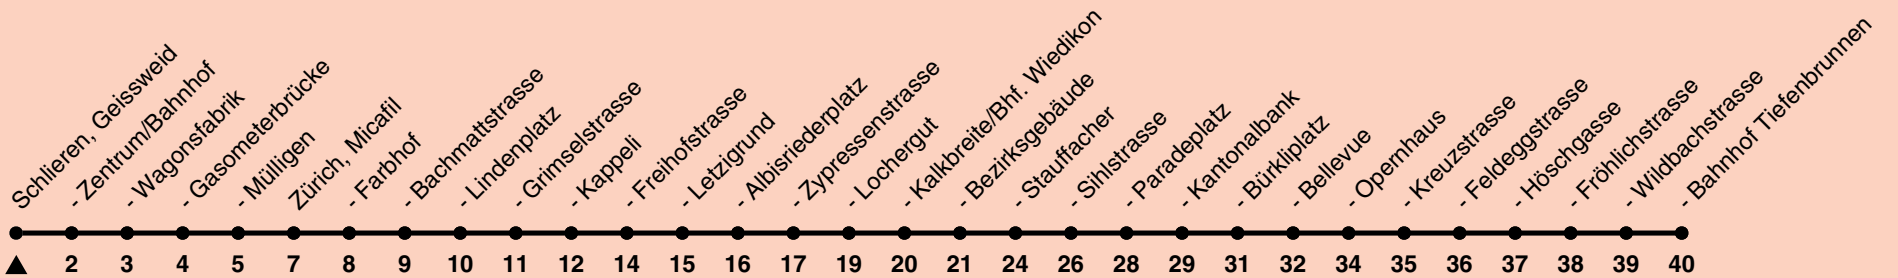 Schlieren, Geissweid
- Zentrum/Bahnhof
- Wagonsfabrik
- Gasometerbrücke
- Mülligen
Zürich, Micafil
- Farbhof
- Bachmattstrasse
- Lindenplatz
- Grimselstrasse
- Kappeli
- Freihofstrasse
- Letzigrund
- Albisriederplatz
- Zypressenstrasse
- Lochergut
- Kalkbreite/Bhf. Wiedikon
- Bezirksgebäude
- Stauffacher
- Sihlstrasse
- Paradeplatz
- Kantonalbank
- Bürkliplatz
- Bellevue
- Opernhaus
- Kreuzstrasse
- Feldeggstrasse
- Höschgasse
- Fröhlichstrasse
- Wildbachstrasse
- Bahnhof Tiefenbrunnen
2 3 4 5 7 8 9 10 11 12 14 15 16 17 19 20 21 24 26 28 29 31 32 34 35 36 37 38 39 40